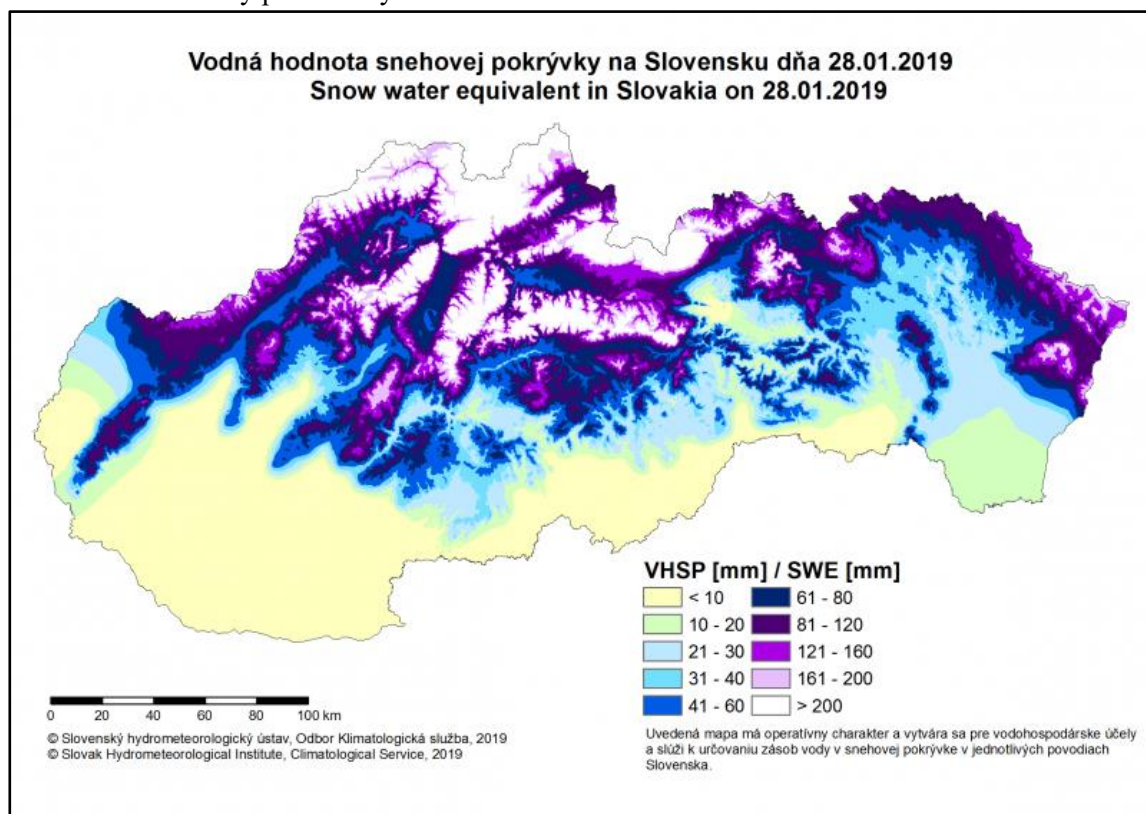 Vodná hodnota snehovej pokrývky na Slovensku dňa 28.01.2019
Snow water equivalent in Slovakia on 28.01.2019
VHSP [mm] / SWE [mm]
< 10
61 - 80
10 - 20
81 - 120
21 - 30
121 - 160
31 - 40
161 - 200
41 - 60
> 200
0 20 40 60 80 100 km
© Slovenský hydrometeorologický ústav, Odbor Klimatologická služba, 2019
© Slovak Hydrometeorological Institute, Climatological Service, 2019
Uvedená mapa má operatívny charakter a vytvára sa pre vodohospodárske účely
a slúži k určovaniu zásob vody v snehovej pokrývke v jednotlivých povodiach
Slovenska.